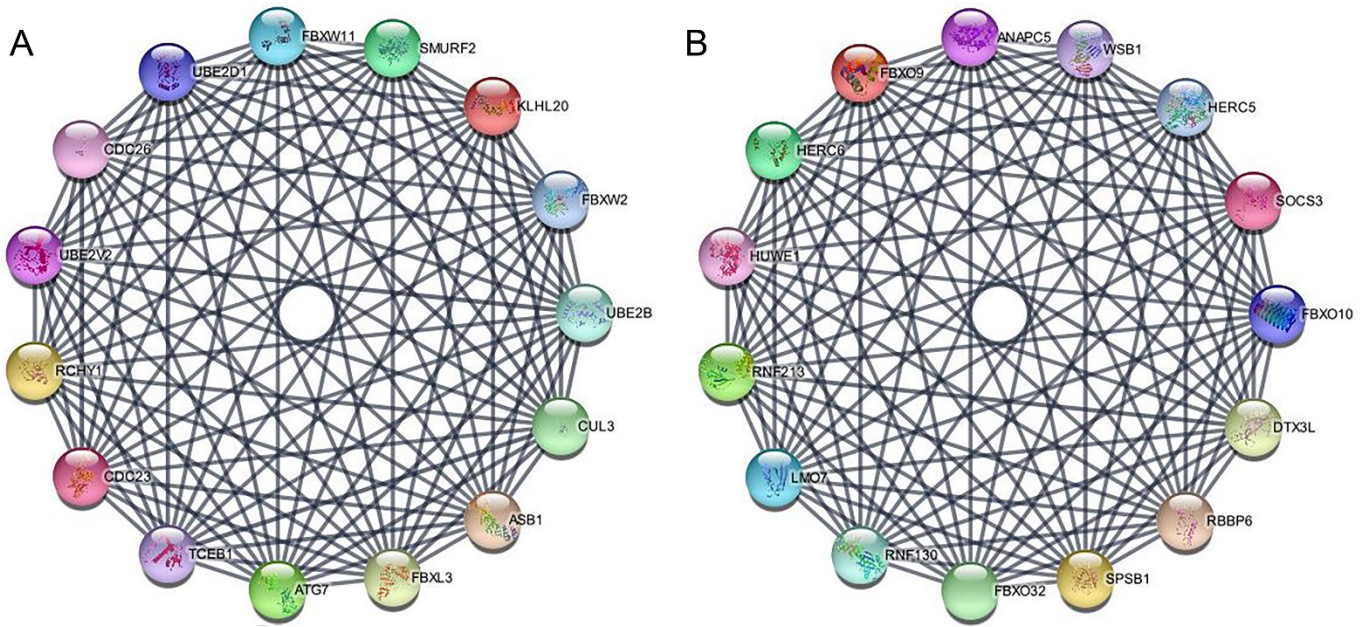 A
FBXW11
SMURF2
UBE2D1
KLHL20
CDC26
FBXW2
UBE2V2
UBE2B
RCHY1
CUL3
CDC23
ASB1
TCEB1
FBXL3
ATG7
B
ANAPC5
WSB1
FBXO9
HERC5
HERC6
SOCS3
HUWE1
FBXO10
RNF213
DTX3L
LMO7
RBBP6
RNF130
SPSB1
FBXO32